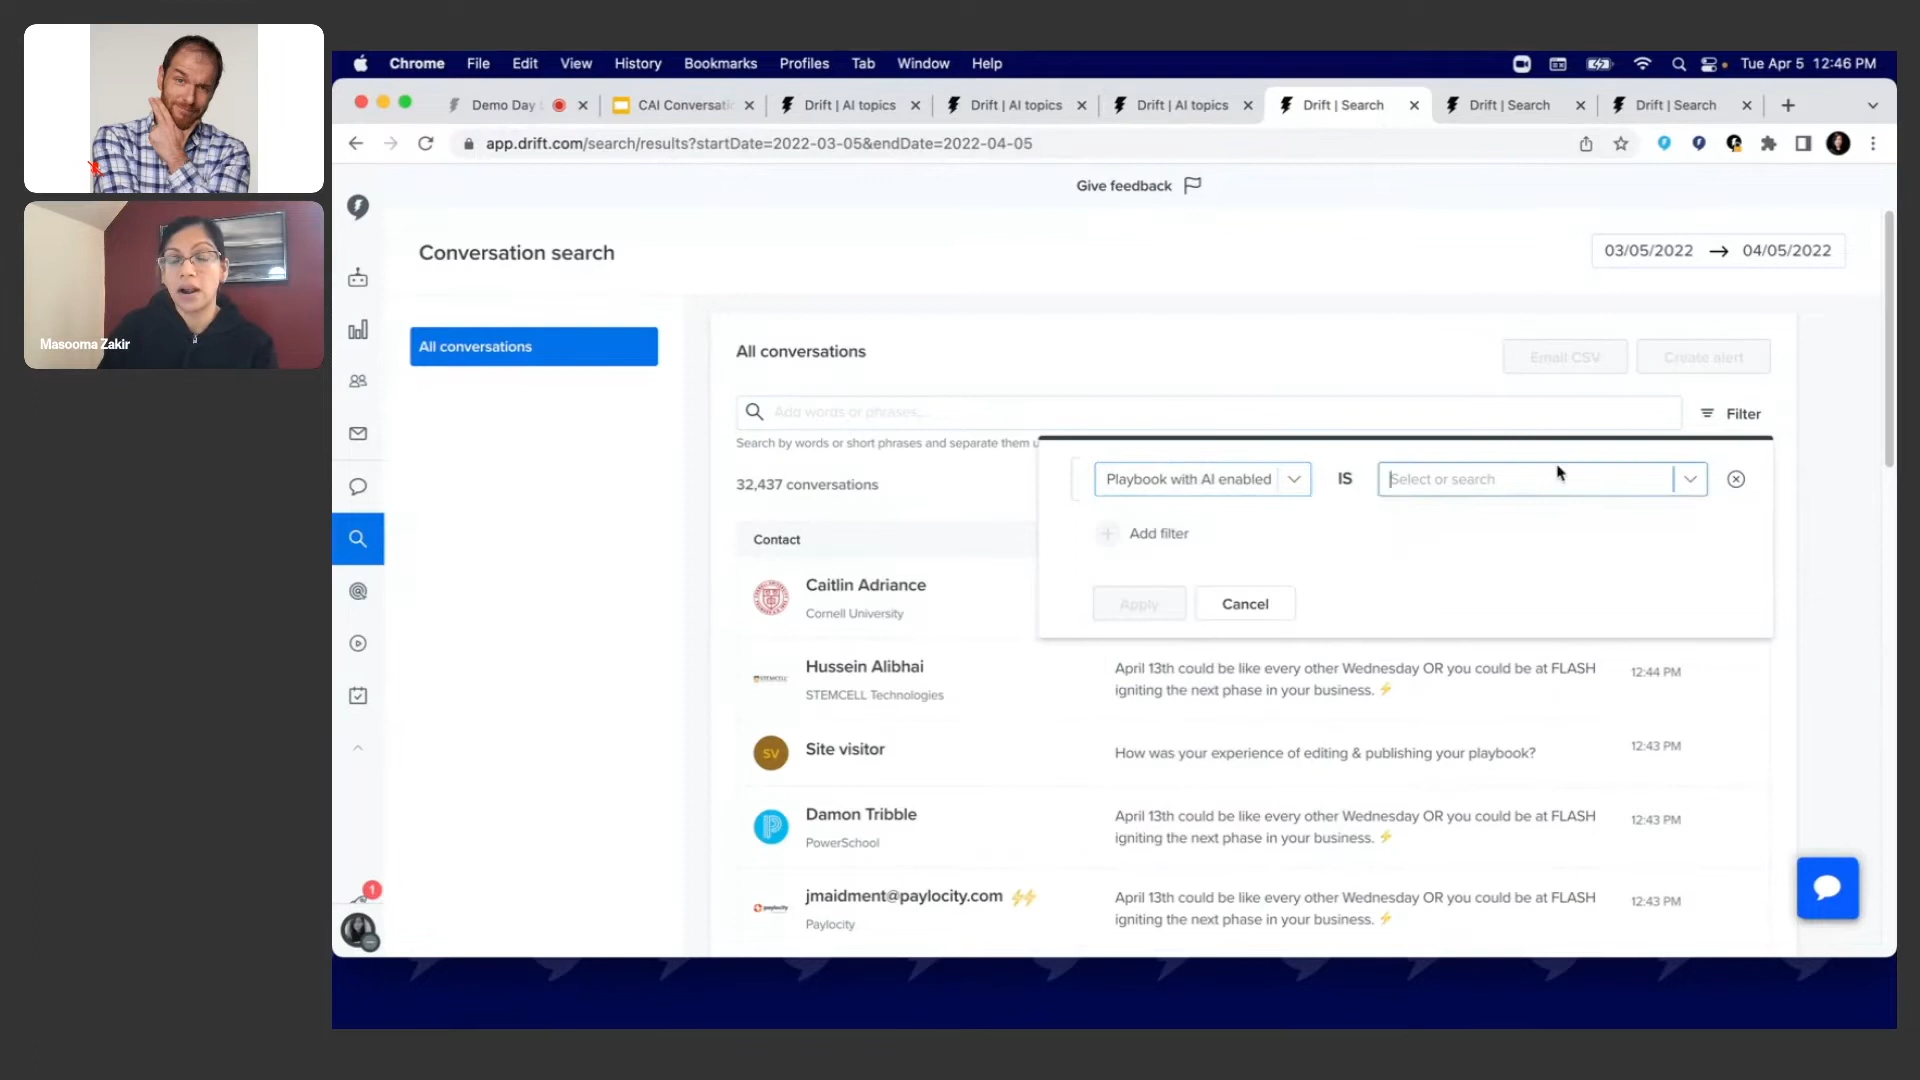 Masooma Zakir
Chrome File Edit View History Bookmarks Profiles Tab Window Help
Tue Apr 5 12:46 PM
Demo Day
CAI Conversati
Drift | AI topics
Drift | AI topics
Drift | AI topics
Drift | Search
Drift | Search
Drift | Search
app.drift.com/search/results?startDate=2022-03-05&endDate=2022-04-05
Give feedback
Conversation search
03/05/2022 → 04/05/2022
All conversations
All conversations
Email CSV
Create alert
Add words or phrases...
Filter
Search by words or short phrases and separate them
Playbook with AI enabled
IS
Select or search
32,437 conversations
Add filter
Contact
Apply
Cancel
Caitlin Adriance
Cornell University
Hussein Alibhai
STEMCELL Technologies
STEMCELL
April 13th could be like every other Wednesday OR you could be at FLASH
igniting the next phase in your business. ⚡
12:44 PM
SV
Site visitor
How was your experience of editing & publishing your playbook?
12:43 PM
Damon Tribble
PowerSchool
April 13th could be like every other Wednesday OR you could be at FLASH
igniting the next phase in your business. ⚡
12:43 PM
paylocity
jmaidment@paylocity.com ⚡⚡
Paylocity
April 13th could be like every other Wednesday OR you could be at FLASH
igniting the next phase in your business. ⚡
12:43 PM
1